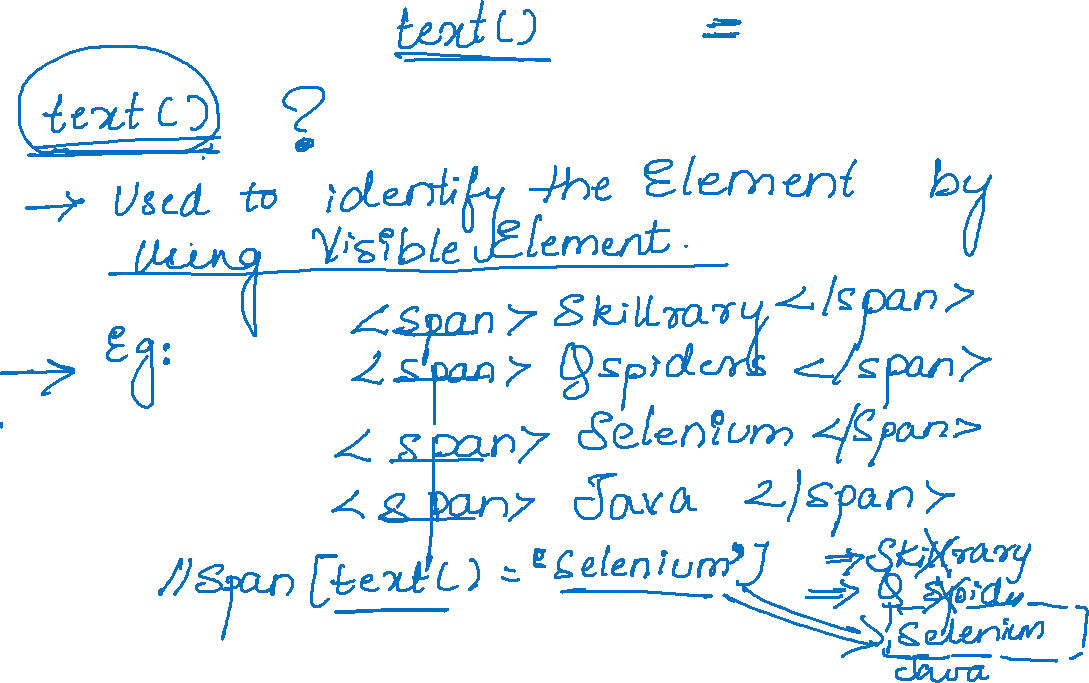 text() =
text() ?
→ Used to identify the Element by
Using Visible Element.
→ Eg: <span> Skillrary </span>
<span> Qspiders </span>
<span> Selenium </Span>
<span> Java </span>
//Span [text() = 'Selenium'] ⇒ Skillrary
⇒ Q
Selenium
Java